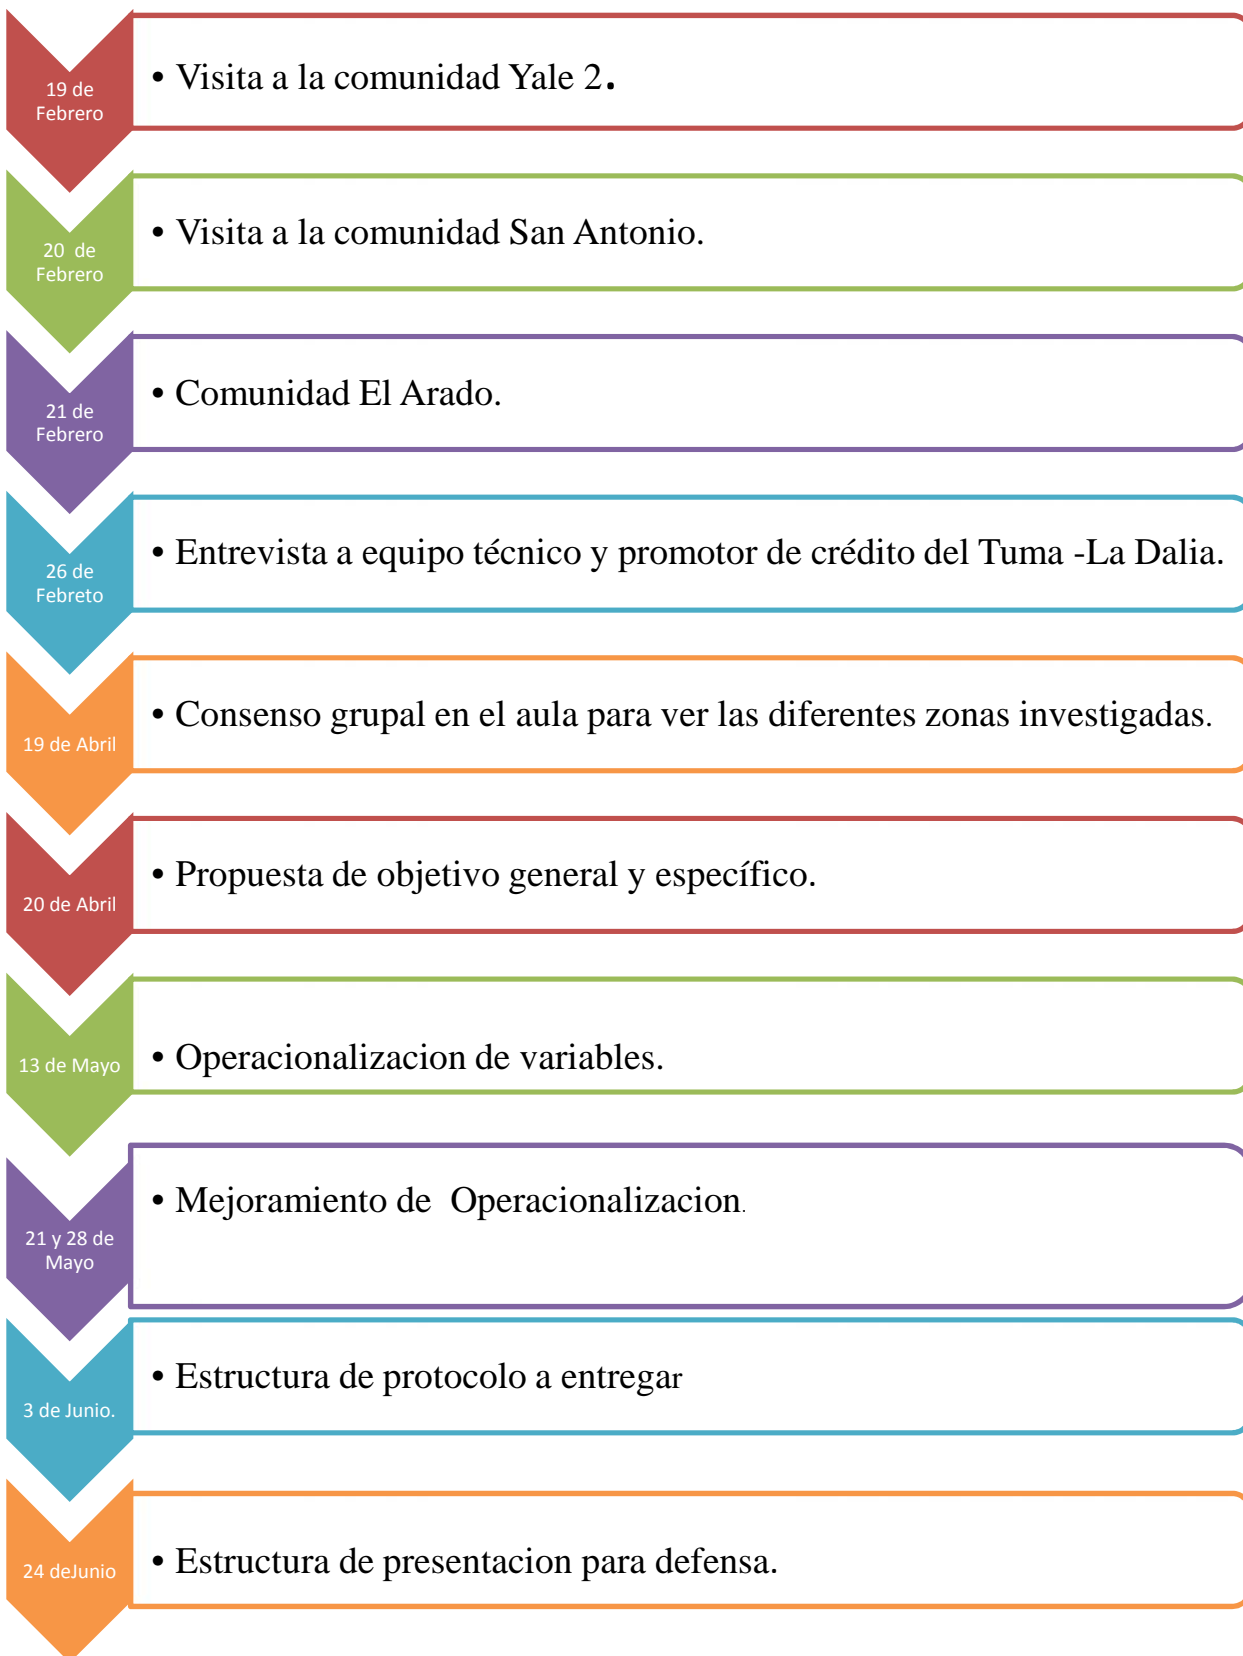 19 de
Febrero
• Visita a la comunidad Yale 2.
20 de
Febrero
• Visita a la comunidad San Antonio.
21 de
Febrero
• Comunidad El Arado.
26 de
Febreto
• Entrevista a equipo técnico y promotor de crédito del Tuma -La Dalia.
19 de Abril
• Consenso grupal en el aula para ver las diferentes zonas investigadas.
20 de Abril
• Propuesta de objetivo general y específico.
13 de Mayo
• Operacionalizacion de variables.
21 y 28 de
Mayo
• Mejoramiento de Operacionalizacion.
3 de Junio.
• Estructura de protocolo a entregar
24 deJunio
• Estructura de presentacion para defensa.